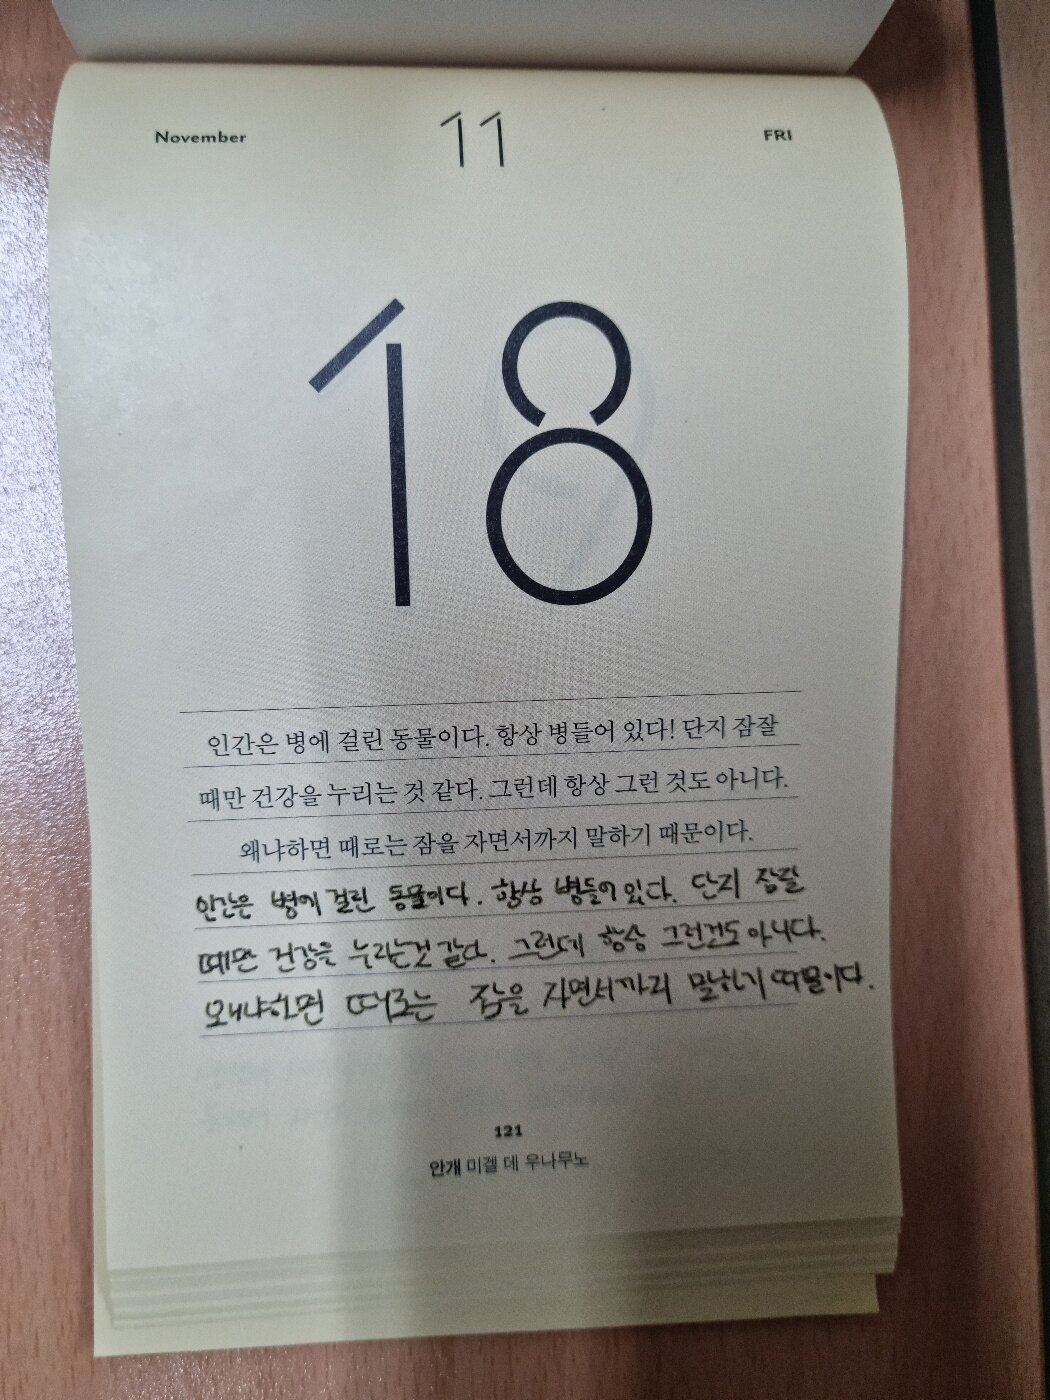 November 11 FRI
18
인간은 병에 걸린 동물이다. 항상 병들어 있다! 단지 잠잘
때만 건강을 누리는 것 같다. 그런데 항상 그런 것도 아니다.
왜냐하면 때로는 잠을 자면서까지 말하기 때문이다.
인간은 병에 걸린 동물이다. 항상 병들어 있다. 단지 잠잘
때만 건강을 누리는것 같다. 그런데 항상 그런것도 아니다.
왜냐하면 때로는 잠을 자면서까지 말하기 때문이다.
121
안개 미겔 데 우나무노